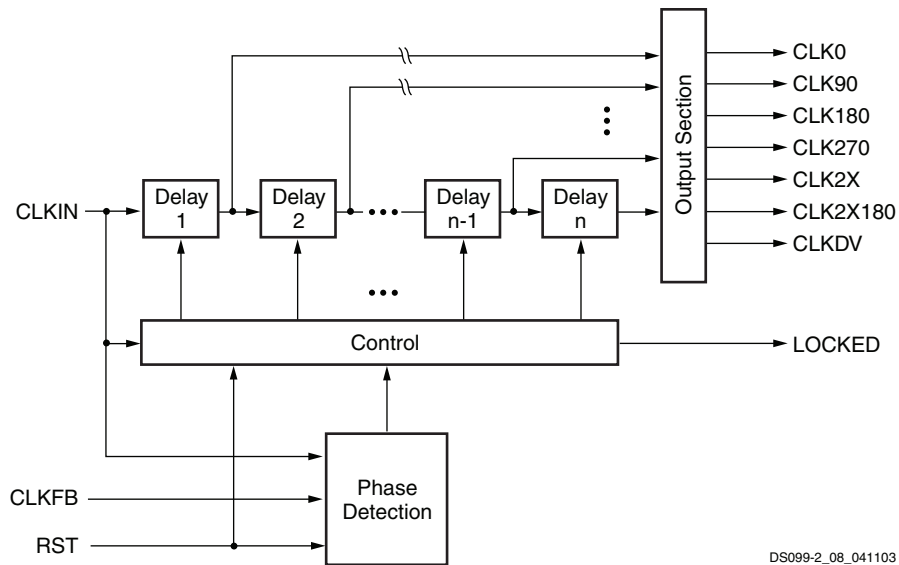 CLK0
CLK90
CLK180
CLK270
CLK2X
CLK2X180
CLKDV
Output Section
CLKIN
Delay
1
Delay
2
Delay
n-1
Delay
n
Control
LOCKED
Phase
Detection
CLKFB
RST
DS099-2_08_041103